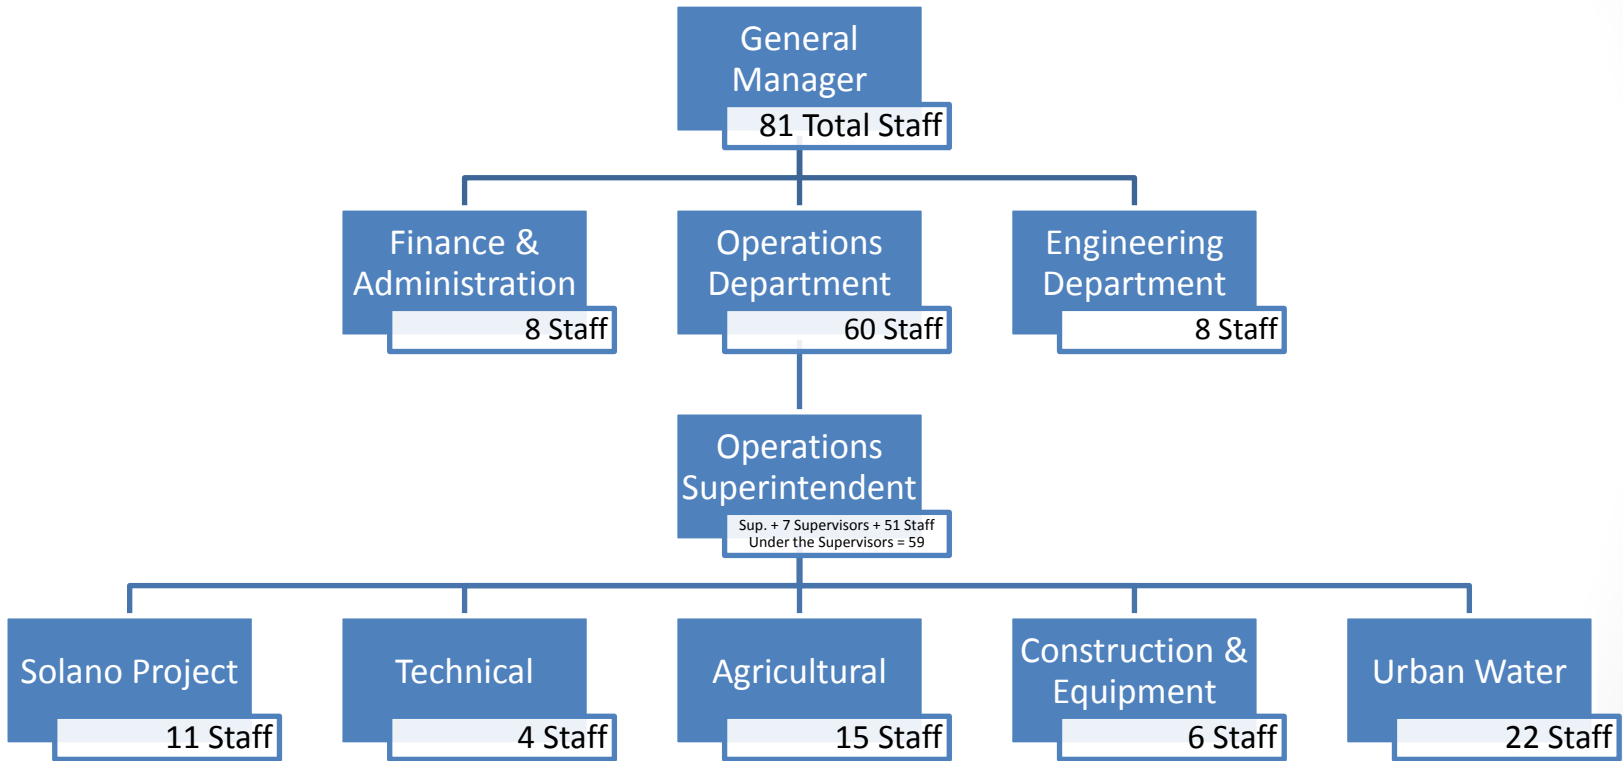 General
Manager
81 Total Staff
Finance &
Administration
8 Staff
Operations
Department
60 Staff
Engineering
Department
8 Staff
Operations
Superintendent
Sup. + 7 Supervisors + 51 Staff
Under the Supervisors = 59
Solano Project
11 Staff
Technical
4 Staff
Agricultural
15 Staff
Construction &
Equipment
6 Staff
Urban Water
22 Staff